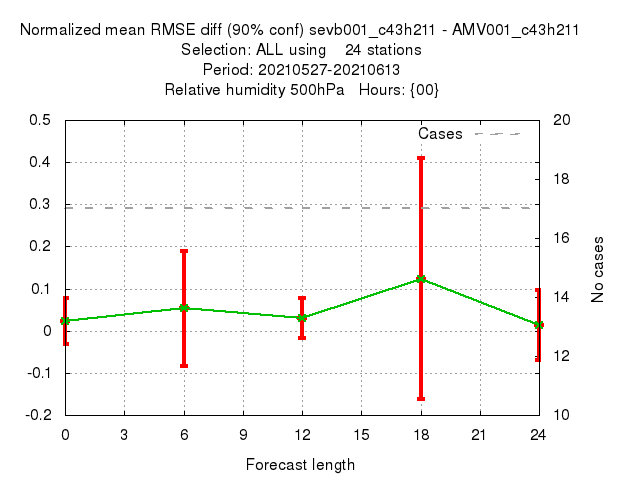 Normalized mean RMSE diff (90% conf) sevb001_c43h211 - AMV001_c43h211
Selection: ALL using 24 stations
Period: 20210527-20210613
Relative humidity 500hPa Hours: {00}
0.5
0.4
0.3
0.2
0.1
0
-0.1
-0.2
Cases
20
18
16
14
12
10
No cases
0 3 6 9 12 15 18 21 24
Forecast length